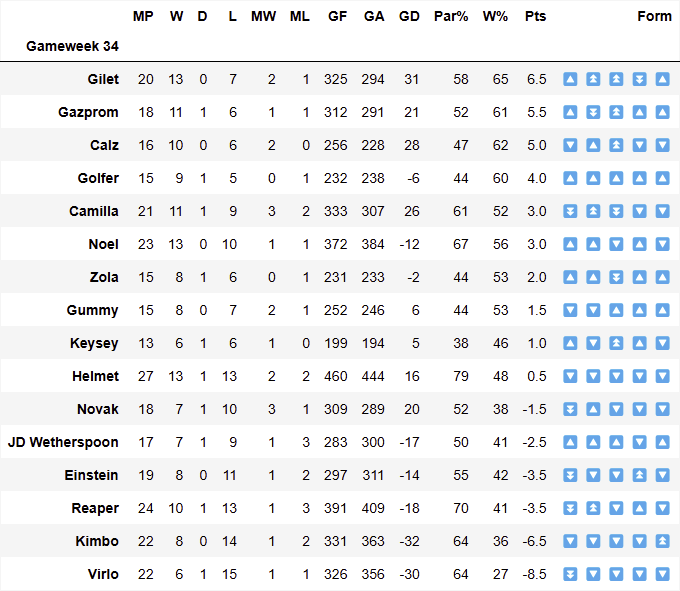 MP W D L MW ML GF GA GD Par% W% Pts Form
Gameweek 34
Gilet 20 13 0 7 2 1 325 294 31 58 65 6.5
Gazprom 18 11 1 6 1 1 312 291 21 52 61 5.5
Calz 16 10 0 6 2 0 256 228 28 47 62 5.0
Golfer 15 9 1 5 0 1 232 238 -6 44 60 4.0
Camilla 21 11 1 9 3 2 333 307 26 61 52 3.0
Noel 23 13 0 10 1 1 372 384 -12 67 56 3.0
Zola 15 8 1 6 0 1 231 233 -2 44 53 2.0
Gummy 15 8 0 7 2 1 252 246 6 44 53 1.5
Keysey 13 6 1 6 1 0 199 194 5 38 46 1.0
Helmet 27 13 1 13 2 2 460 444 16 79 48 0.5
Novak 18 7 1 10 3 1 309 289 20 52 38 -1.5
JD Wetherspoon 17 7 1 9 1 3 283 300 -17 50 41 -2.5
Einstein 19 8 0 11 1 2 297 311 -14 55 42 -3.5
Reaper 24 10 1 13 1 3 391 409 -18 70 41 -3.5
Kimbo 22 8 0 14 1 2 331 363 -32 64 36 -6.5
Virlo 22 6 1 15 1 1 326 356 -30 64 27 -8.5